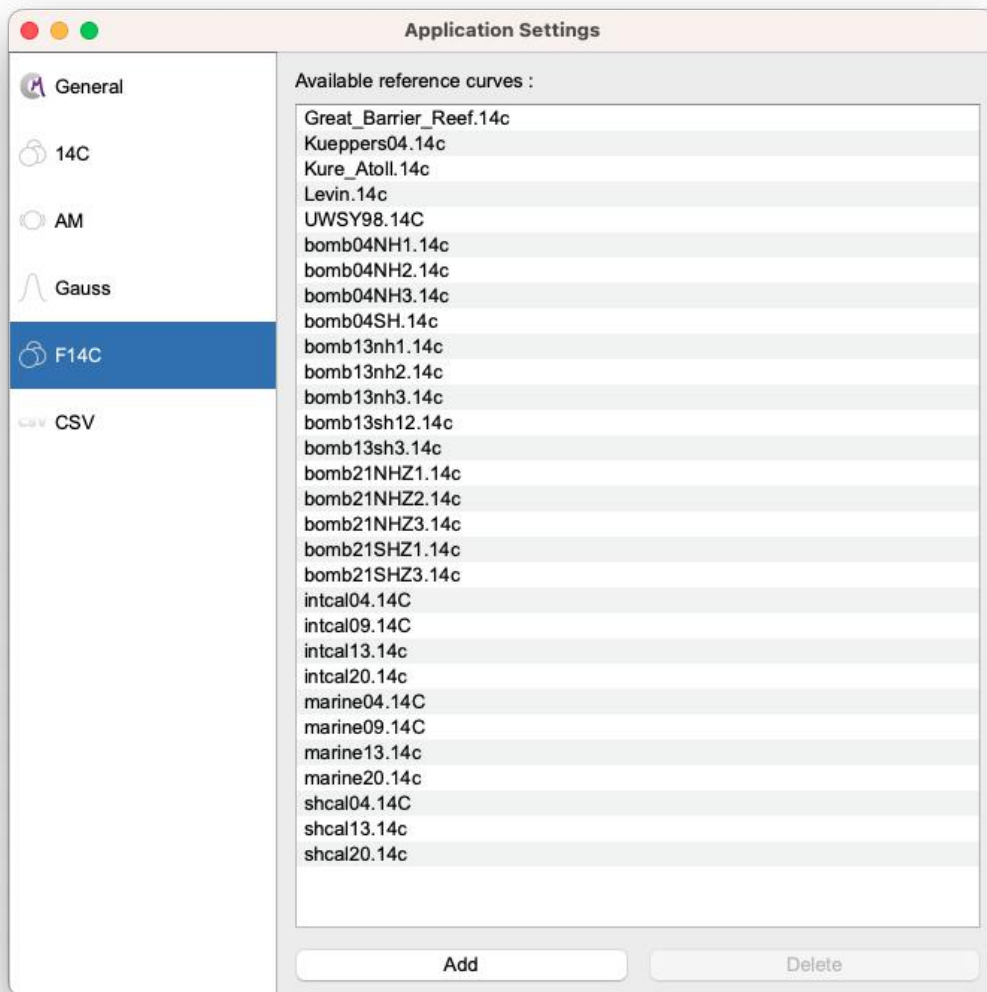 Application Settings
General
14C
AM
Gauss
F14C
CSV
Available reference curves :
Great_Barrier_Reef.14c
Kueppers04.14c
Kure_Atoll.14c
Levin.14c
UWSY98.14C
bomb04NH1.14c
bomb04NH2.14c
bomb04NH3.14c
bomb04SH.14c
bomb13nh1.14c
bomb13nh2.14c
bomb13nh3.14c
bomb13sh12.14c
bomb13sh3.14c
bomb21NHZ1.14c
bomb21NHZ2.14c
bomb21NHZ3.14c
bomb21SHZ1.14c
bomb21SHZ3.14c
intcal04.14C
intcal09.14C
intcal13.14c
intcal20.14c
marine04.14C
marine09.14C
marine13.14c
marine20.14c
shcal04.14C
shcal13.14c
shcal20.14c
Add
Delete